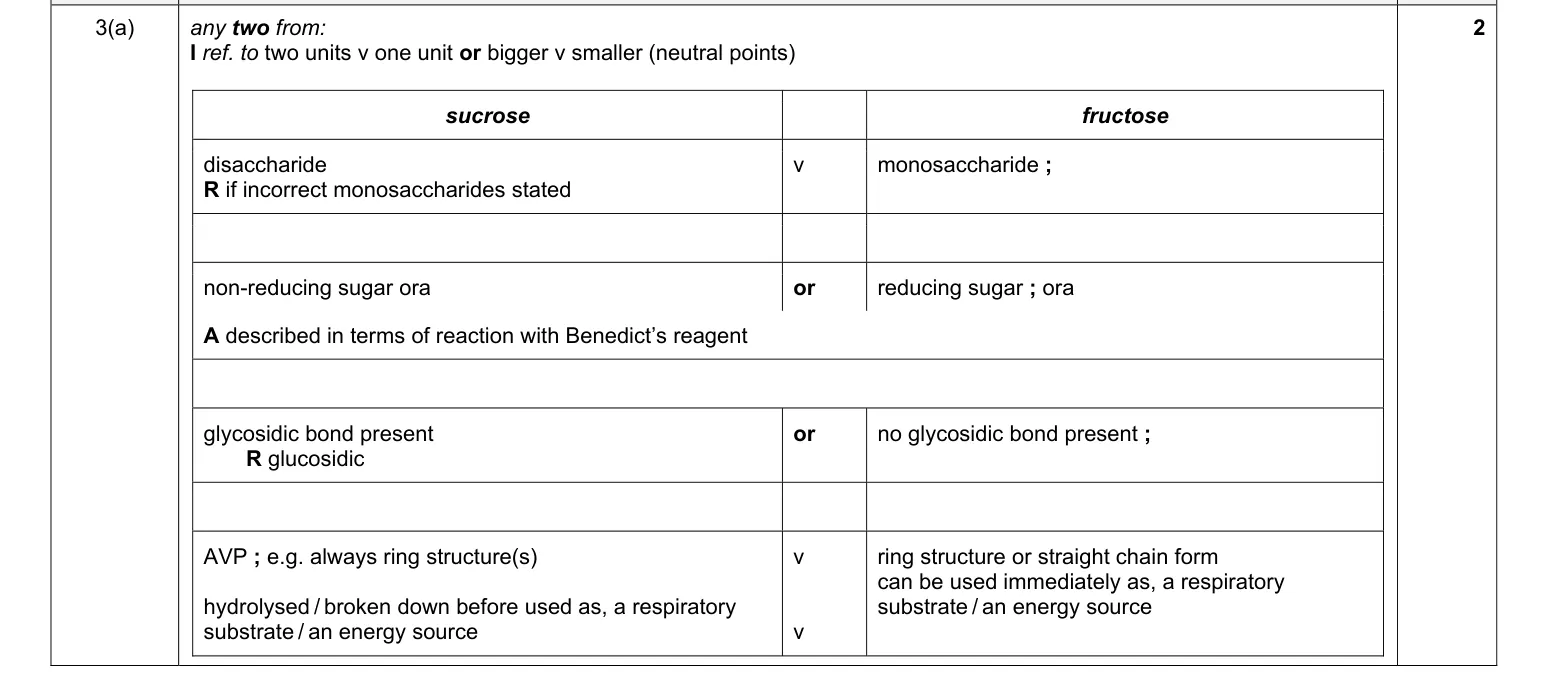 3(a)
any two from:
2
I ref. to two units v one unit or bigger v smaller (neutral points)
sucrose
fructose
disaccharide
R if incorrect monosaccharides stated
v
monosaccharide ;
non-reducing sugar ora
or
reducing sugar ; ora
A described in terms of reaction with Benedict’s reagent
glycosidic bond present
R glucosidic
or
no glycosidic bond present ;
AVP ; e.g. always ring structure(s)
v
ring structure or straight chain form
can be used immediately as, a respiratory
substrate / an energy source
hydrolysed / broken down before used as, a respiratory
substrate / an energy source
v